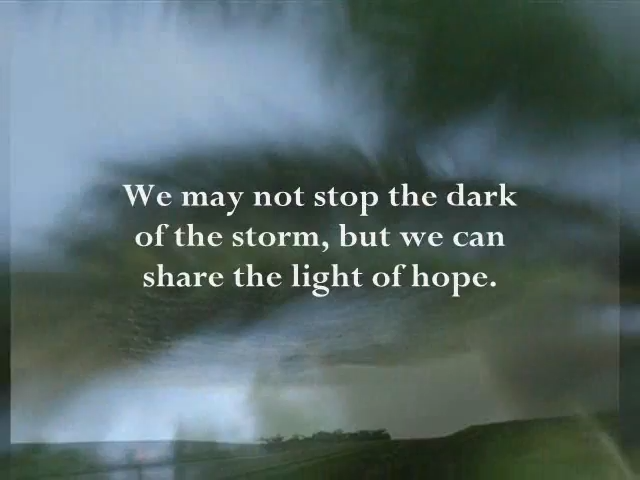 We may not stop the dark
of the storm, but we can
share the light of hope.